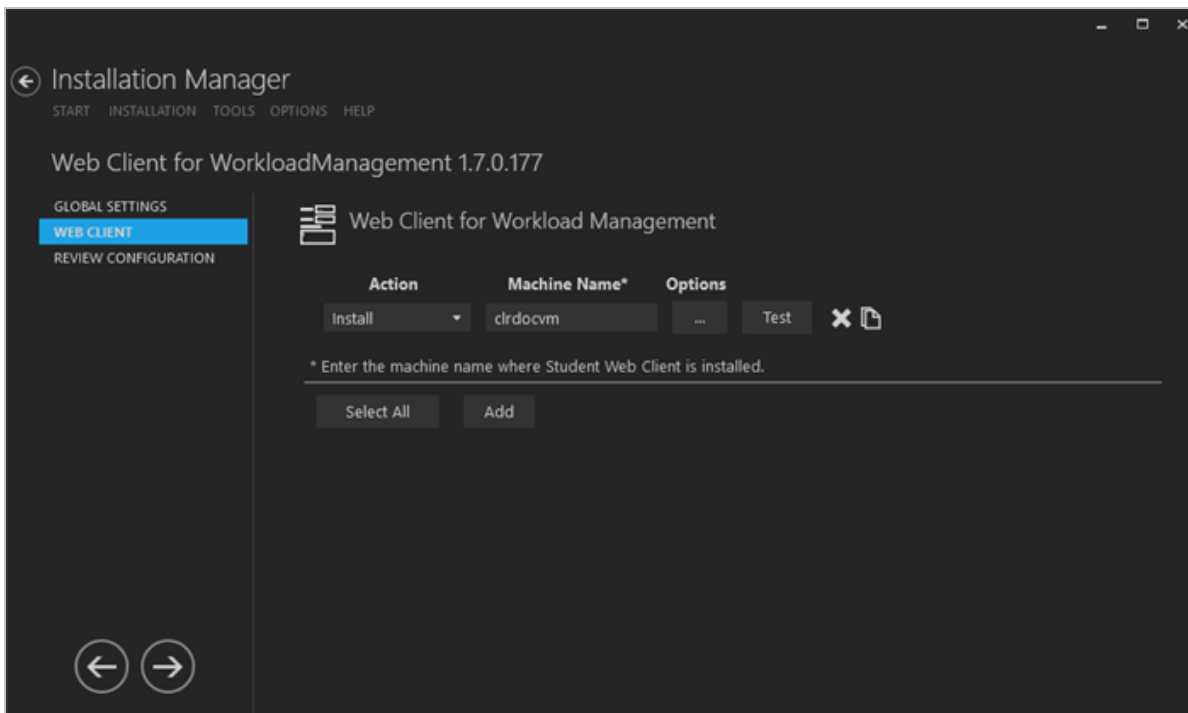 Installation Manager
START INSTALLATION TOOLS OPTIONS HELP
Web Client for WorkloadManagement 1.7.0.177
GLOBAL SETTINGS
WEB CLIENT
REVIEW CONFIGURATION
Web Client for Workload Management
Action Machine Name* Options
Install clrdocvm ... Test
* Enter the machine name where Student Web Client is installed.
Select All Add